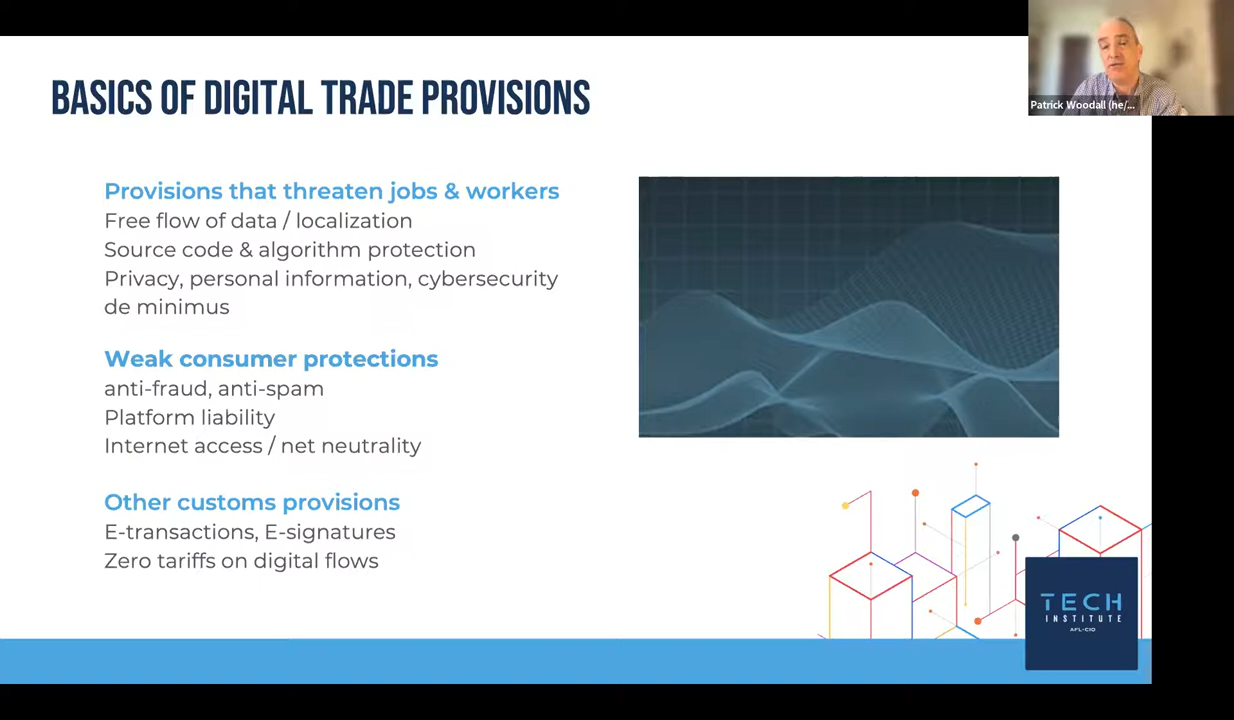 BASICS OF DIGITAL TRADE PROVISIONS
Patrick Woodall (he/...
Provisions that threaten jobs & workers
Free flow of data / localization
Source code & algorithm protection
Privacy, personal information, cybersecurity
de minimus
Weak consumer protections
anti-fraud, anti-spam
Platform liability
Internet access / net neutrality
Other customs provisions
E-transactions, E-signatures
Zero tariffs on digital flows
TECH
INSTITUTE
AFL-CIO